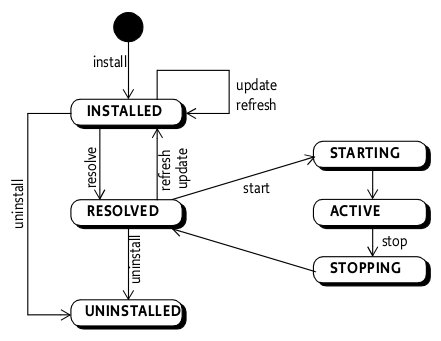 install
update
refresh
INSTALLED
STARTING
resolve
refresh
update
uninstall
start
RESOLVED
ACTIVE
stop
uninstall
STOPPING
UNINSTALLED